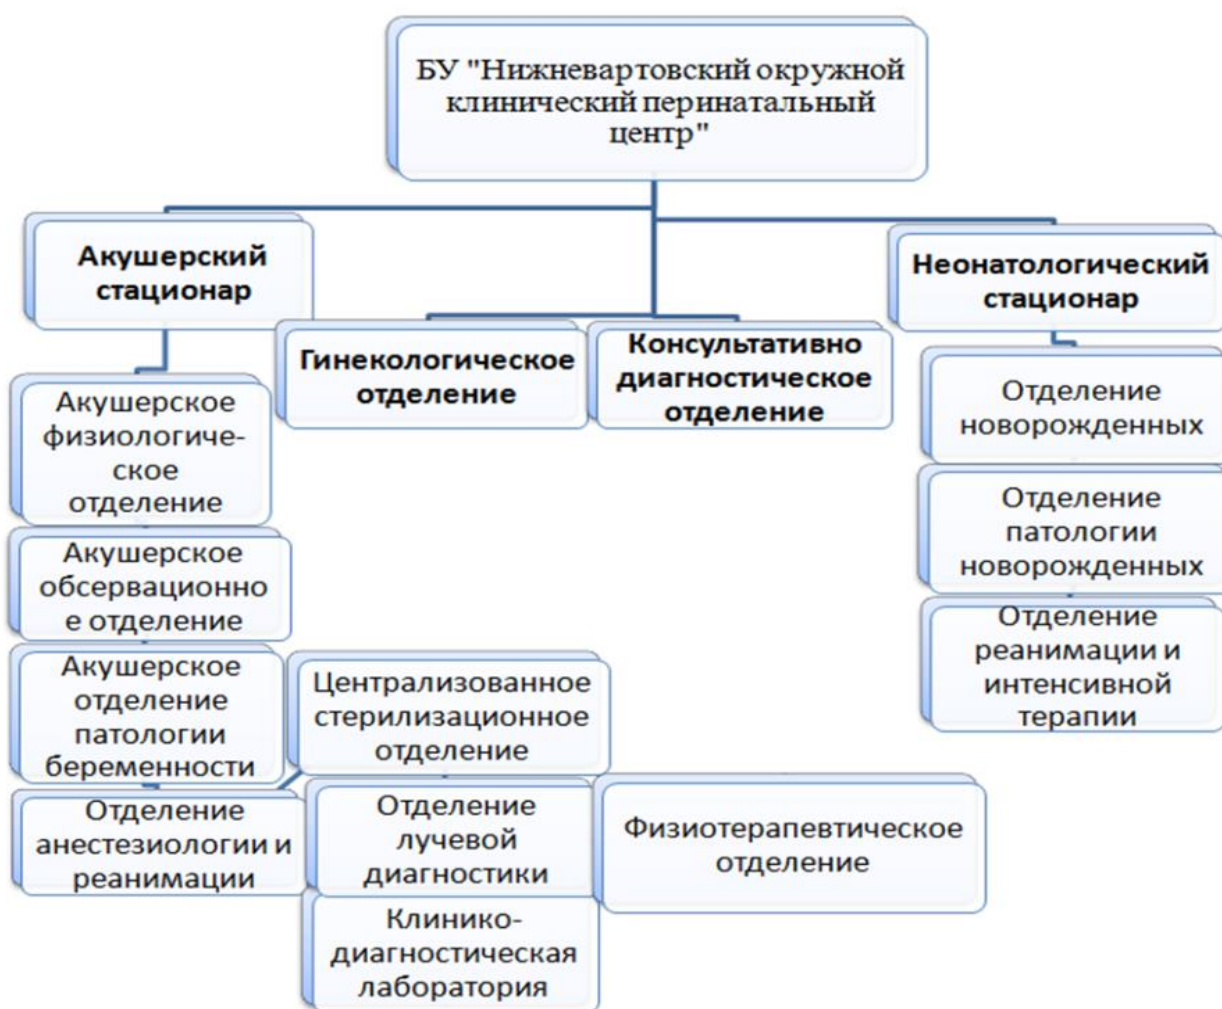 БУ "Нижневартовский окружной
клинический перинатальный
центр"
Акушерский
стационар
Гинекологическое
отделение
Консультативно
диагностическое
отделение
Неонатологический
стационар
Акушерское
физиологиче-
ское
отделение
Акушерское
обсервационно
е отделение
Акушерское
отделение
патологии
беременности
Отделение
анестезиологии и
реанимации
Централизованное
стерилизационное
отделение
Отделение
лучевой
диагностики
Клинико-
диагностическая
лаборатория
Физиотерапевтическое
отделение
Отделение
новорожденных
Отделение
патологии
новорожденных
Отделение
реанимации и
интенсивной
терапии